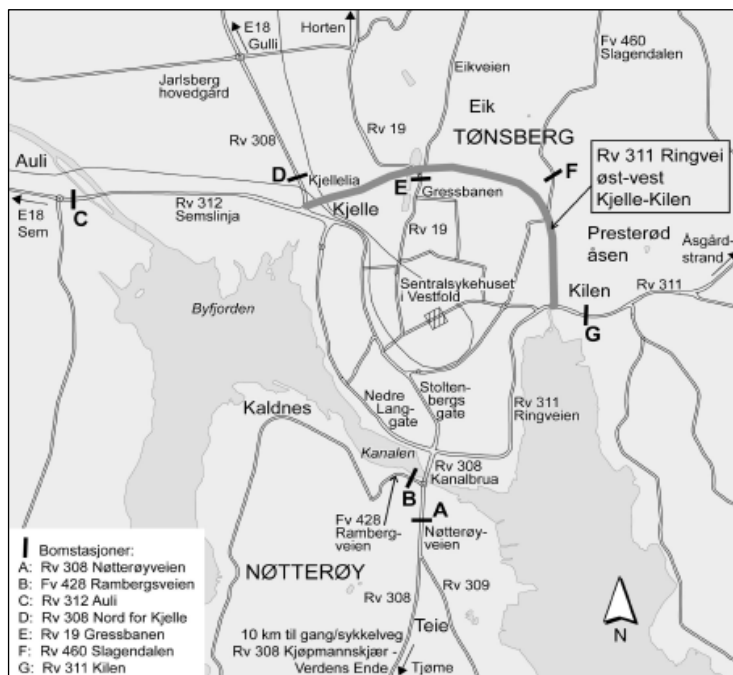 E18
Gulli
Horten
Fv 460
Slagendalen
Jarlsberg
hovedgård
Eikveien
Eik
TØNSBERG
Rv 308
Rv 19
Auli
D
Kjellelia
E
Gressbanen
F
Rv 311 Ringvei
øst-vest
Kjelle-Kilen
E18
Sem
C
Rv 312
Semslinja
Kjelle
Rv 19
Presterød
åsen
Åsgård-
strand
Sentralsykehuset
i Vestfold
Kilen
Rv 311
G
Byfjorden
Kaldnes
Nedre
Lang-
gate
Stolten-
bergs
gate
Rv 311
Ringveien
Kanalen
Rv 308
Kanalbrua
B
A
Fv 428
Ramberg-
veien
Nøtterøy-
veien
NØTTERØY
Rv 308
Rv 309
Teie
10 km til gang/sykkelveg
Rv 308 Kjøpmannskjær -
Verdens Ende
Tjøme
N
Bomstasjoner:
A: Rv 308 Nøtterøyveien
B: Fv 428 Rambergsveien
C: Rv 312 Auli
D: Rv 308 Nord for Kjelle
E: Rv 19 Gressbanen
F: Rv 460 Slagendalen
G: Rv 311 Kilen